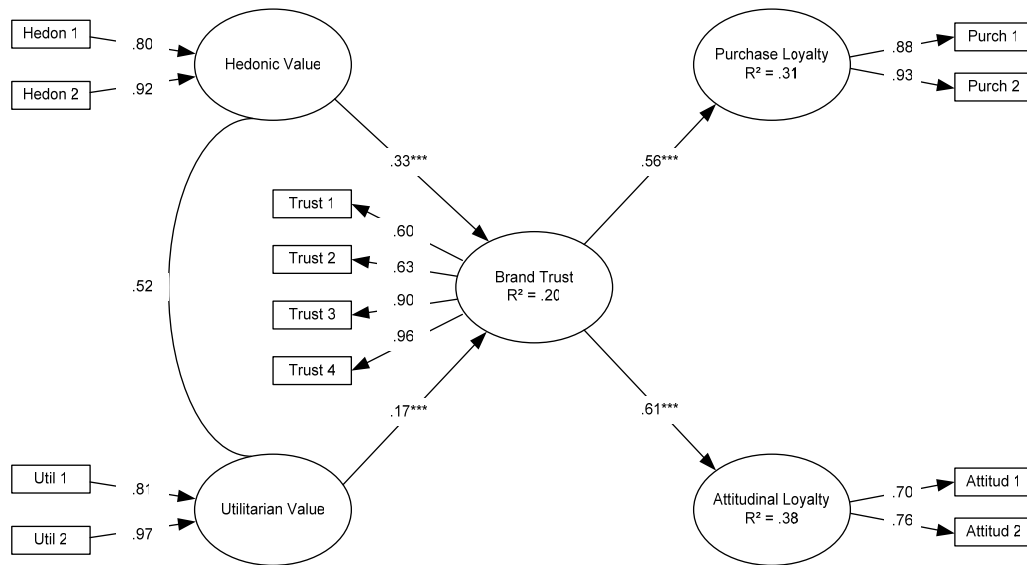 Hedon 1
.80
Hedon 2
.92
Hedonic Value
Purchase Loyalty
R² = .31
.88
Purch 1
.93
Purch 2
.33***
.56***
Trust 1
.60
Trust 2
.63
Trust 3
.90
Trust 4
.96
Brand Trust
R² = .20
.52
.17***
.61***
Util 1
.81
Util 2
.97
Utilitarian Value
Attitudinal Loyalty
R² = .38
.70
Attitud 1
.76
Attitud 2